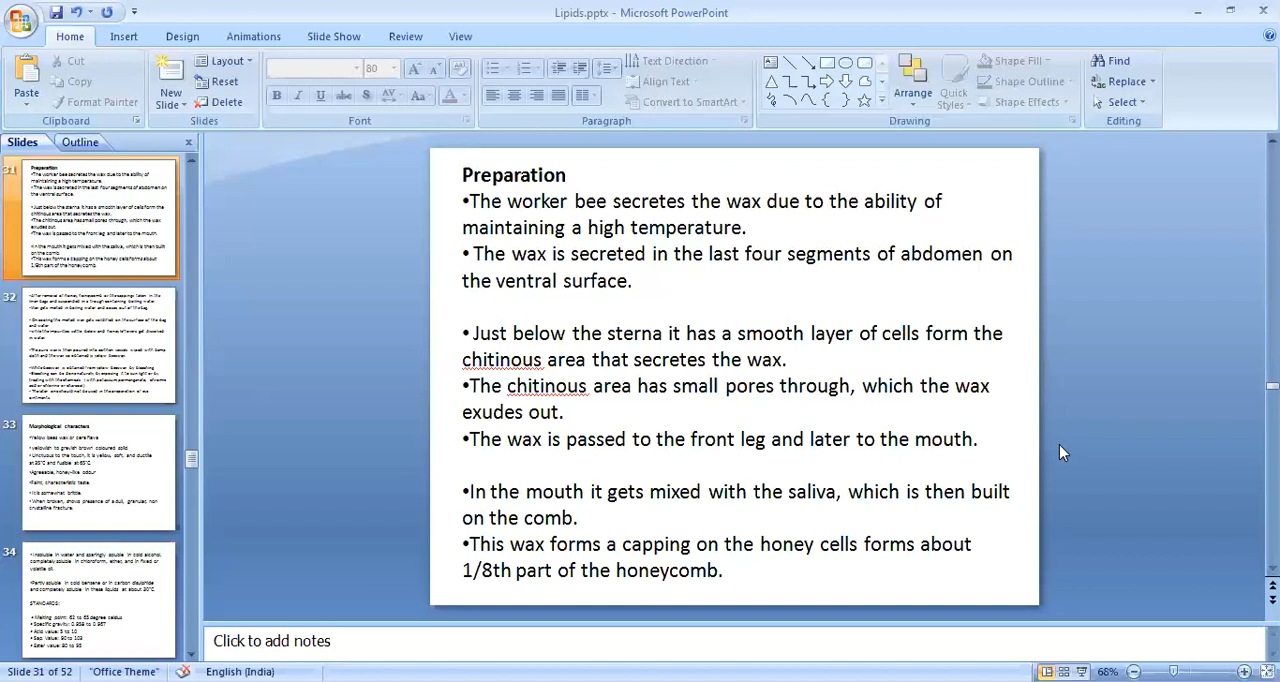 Lipids.pptx - Microsoft PowerPoint
Home Insert Design Animations Slide Show Review View
Paste
Cut
Copy
Format Painter
Clipboard
New Slide
Layout
Reset
Delete
Slides
80
Font
Text Direction
Align Text
Convert to SmartArt
Paragraph
Arrange
Quick Styles
Shape Fill
Shape Outline
Shape Effects
Drawing
Find
Replace
Select
Editing
Slides Outline
31
32
33
34
Preparation
•The worker bee secretes the wax due to the ability of
maintaining a high temperature.
• The wax is secreted in the last four segments of abdomen on
the ventral surface.
• Just below the sterna it has a smooth layer of cells form the
chitinous area that secretes the wax.
•The chitinous area has small pores through, which the wax
exudes out.
•The wax is passed to the front leg and later to the mouth.
•In the mouth it gets mixed with the saliva, which is then built
on the comb.
•This wax forms a capping on the honey cells forms about
1/8th part of the honeycomb.
Click to add notes
Slide 31 of 52 "Office Theme" English (India) 68%